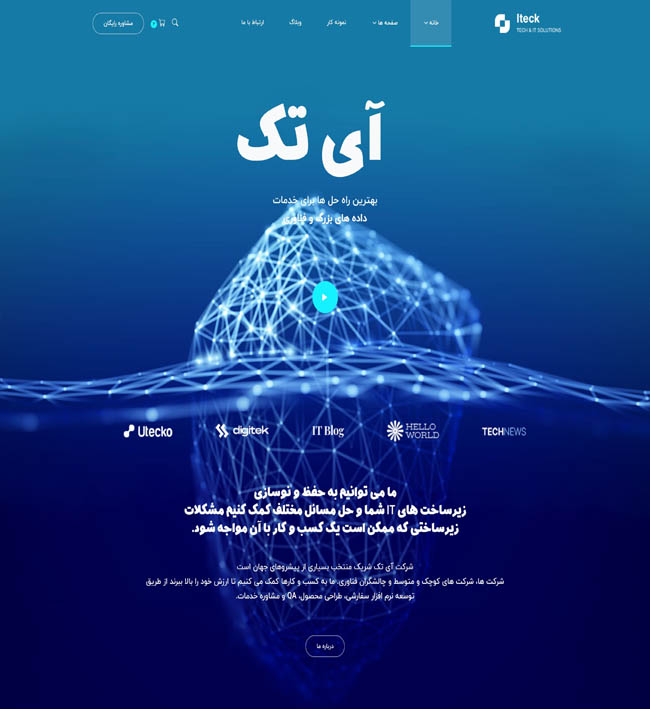 Iteck
TECH & IT SOLUTIONS
خانه
صفحه ها
نمونه کار
وبلاگ
ارتباط با ما
مشاوره رایگان
آی تک
بهترین راه حل ها برای خدمات
داده های بزرگ و فناوری
Utecko
digitek
IT Blog
HELLO
WORLD
TECHNEWS
ما می توانیم به حفظ و نوسازی
زیرساخت های IT شما و حل مسائل مختلف کمک کنیم مشکلات
زیرساختی که ممکن است یک کسب و کار با آن مواجه شود.
شرکت آی تک شریک منتخب بسیاری از پیشروهای جهان است
شرکت ها، شرکت های کوچک و متوسط و چالشگران فناوری. ما به کسب و کارها کمک می کنیم تا ارزش خود را بالا ببرند از طریق
توسعه نرم افزار سفارشی، طراحی محصول، QA و مشاوره خدمات.
درباره ما